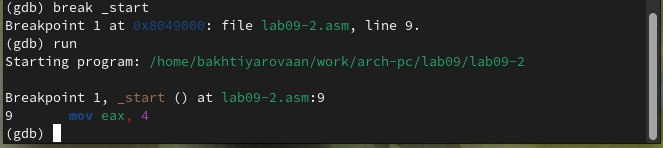 (gdb) break _start
Breakpoint 1 at 0x8049000: file lab09-2.asm, line 9.
(gdb) run
Starting program: /home/bakhtiyarovaan/work/arch-pc/lab09/lab09-2
Breakpoint 1, _start () at lab09-2.asm:9
9 mov eax, 4
(gdb)